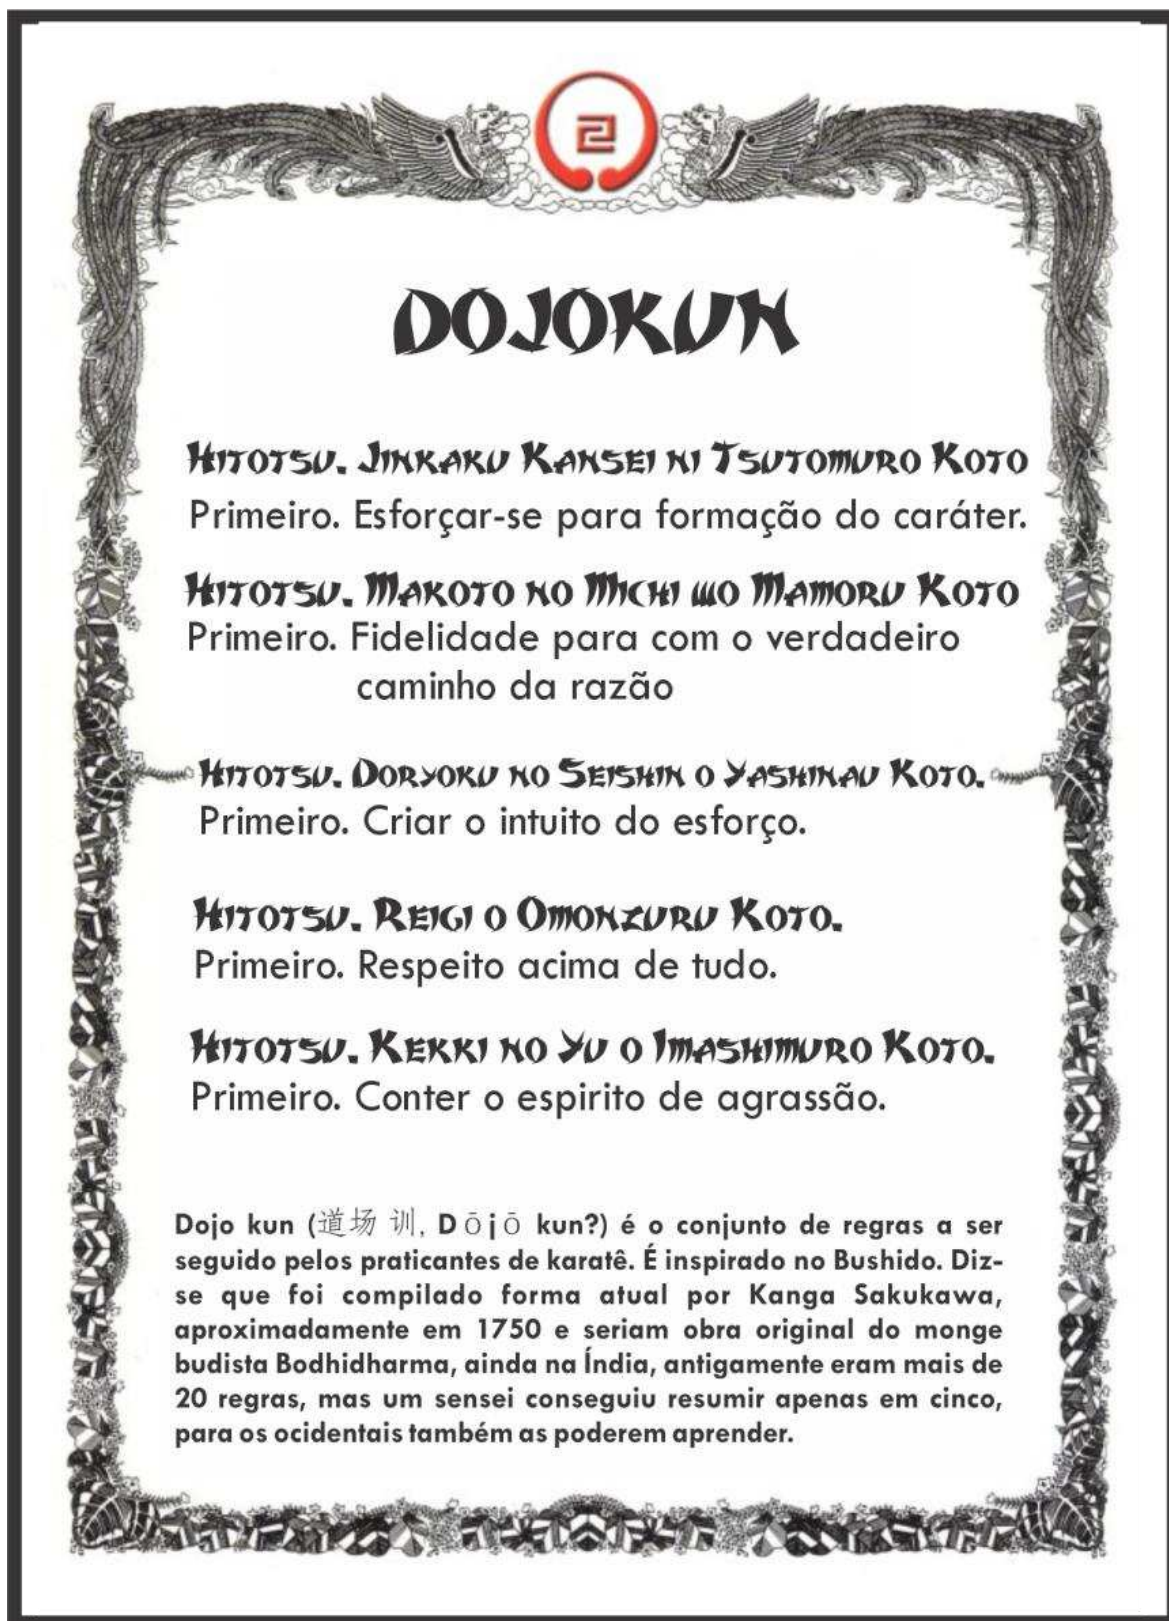 DOJOKUN
HITOTSU. JINKAKU KANSEI NI TSUTOMURO KOTO
Primeiro. Esforçar-se para formação do caráter.
HITOTSU. MAKOTO NO MICHI WO MAMORU KOTO
Primeiro. Fidelidade para com o verdadeiro
caminho da razão
HITOTSU. DORYOKU NO SEISHIN O YASHINAU KOTO.
Primeiro. Criar o intuito do esforço.
HITOTSU. REIGI O OMONZURU KOTO.
Primeiro. Respeito acima de tudo.
HITOTSU. KEKKI NO YU O IMASHIMURO KOTO.
Primeiro. Conter o espirito de agrassão.
Dojo kun (道场 训, D ō j ō kun?) é o conjunto de regras a ser
seguido pelos praticantes de karatê. É inspirado no Bushido. Diz-
se que foi compilado forma atual por Kanga Sakukawa,
aproximadamente em 1750 e seriam obra original do monge
budista Bodhidharma, ainda na Índia, antigamente eram mais de
20 regras, mas um sensei conseguiu resumir apenas em cinco,
para os ocidentais também as poderem aprender.